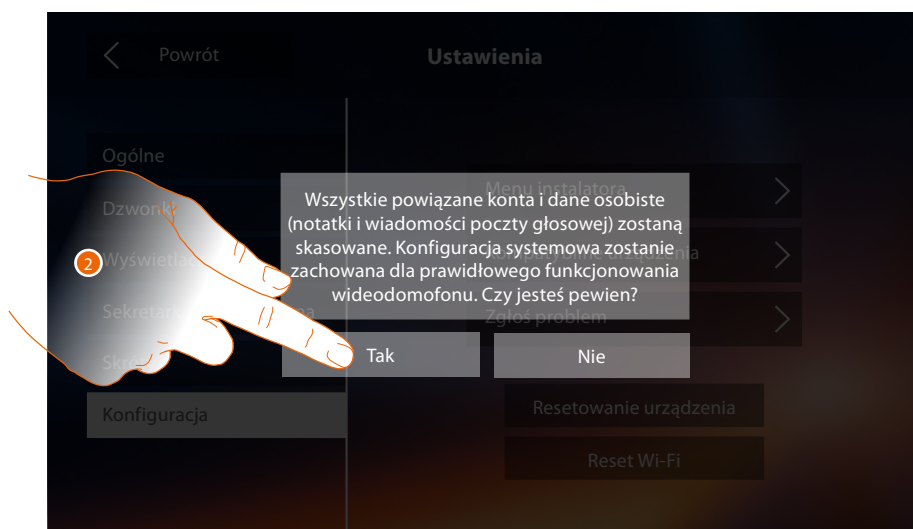 Powrót
Ustawienia
Ogólne
Dzwonki
2
Menu instalatora
Wszystkie powiązane konta i dane osobiste
(notatki i wiadomości poczty głosowej) zostaną
skasowane. Konfiguracja systemowa zostanie
zachowana dla prawidłowego funkcjonowania
wideodomofonu. Czy jesteś pewien?
Zgłoś problem
Tak
Nie
Konfiguracja
Resetowanie urządzenia
Reset Wi-Fi